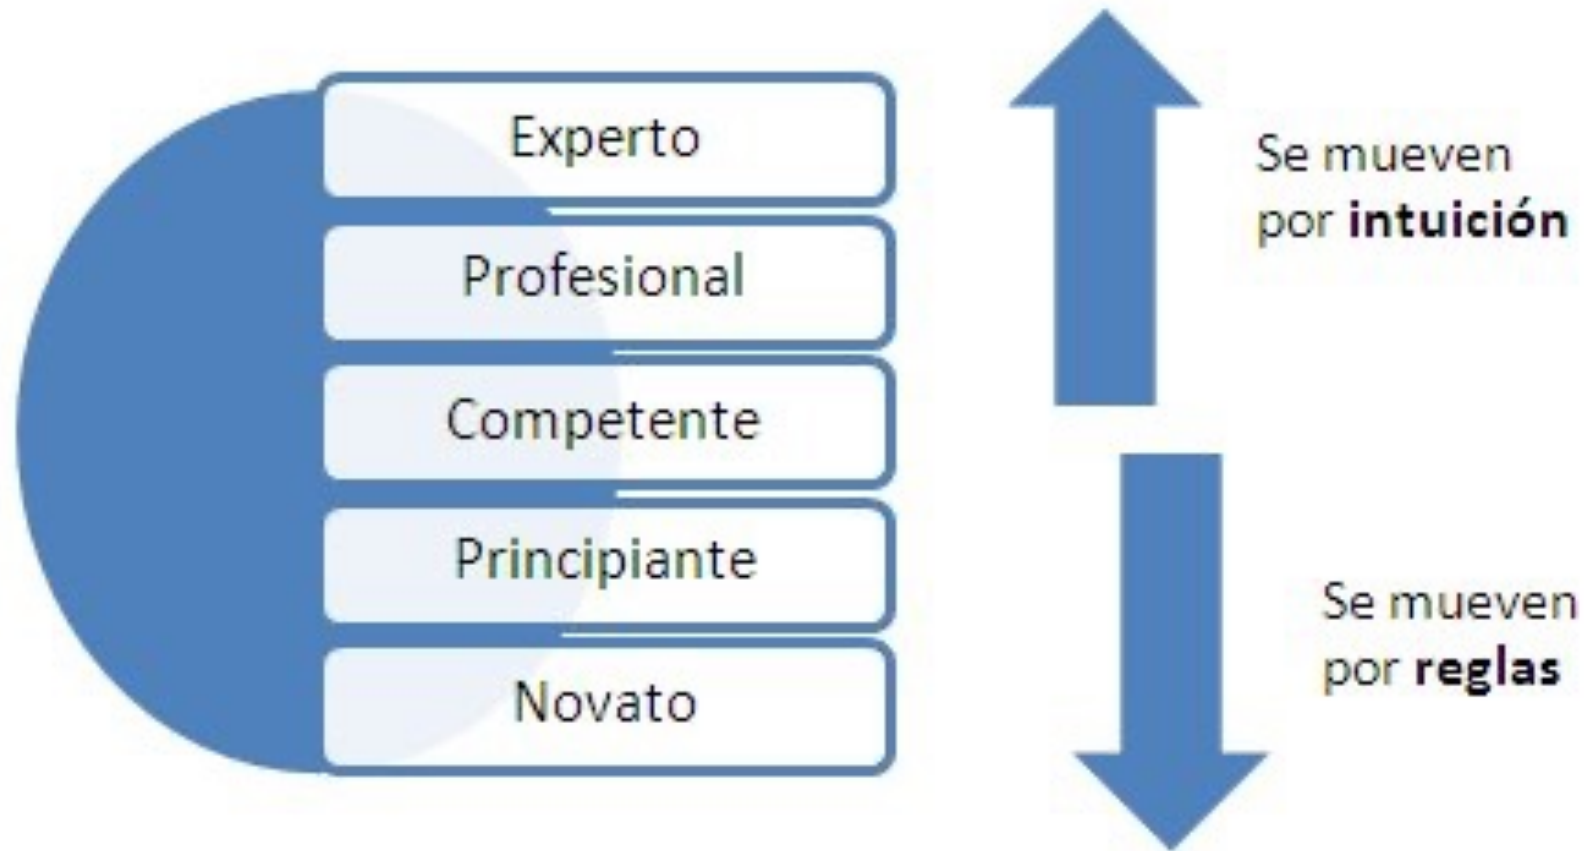 Experto
Profesional
Competente
Principiante
Novato
Se mueven
por intuición
Se mueven
por reglas